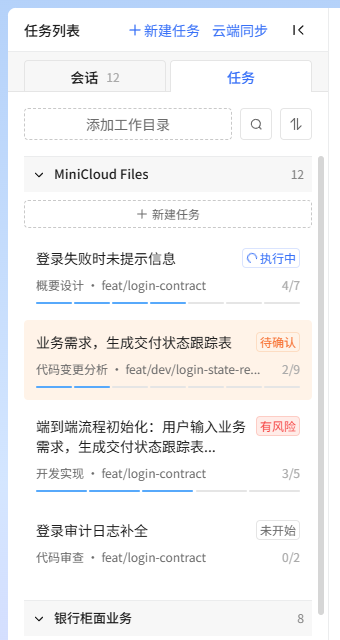 任务列表 新建任务 云端同步
会话 12 任务
添加工作目录
MiniCloud Files 12
新建任务
登录失败时未提示信息 执行中
概要设计 • feat/login-contract 4/7
业务需求，生成交付状态跟踪表 待确认
代码变更分析 • feat/dev/login-state-re... 2/9
端到端流程初始化：用户输入业务 有风险
需求，生成交付状态跟踪表...
开发实现 • feat/login-contract 3/5
登录审计日志补全 未开始
代码审查 • feat/login-contract 0/2
银行柜面业务 8